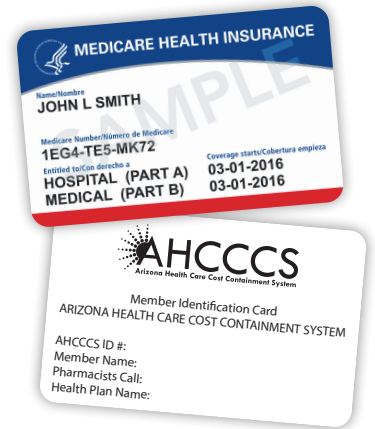 MEDICARE HEALTH INSURANCE
SAMPLE
Name/Nombre
JOHN L SMITH
Medicare Number/Número de Medicare
1EG4-TE5-MK72
Entitled to/Con derecho a
HOSPITAL (PART A)
MEDICAL (PART B)
Coverage starts/Cobertura empieza
03-01-2016
03-01-2016
AHCCCS
Arizona Health Care Cost Containment System
Member Identification Card
ARIZONA HEALTH CARE COST CONTAINMENT SYSTEM
AHCCCS ID #:
Member Name:
Pharmacists Call:
Health Plan Name: